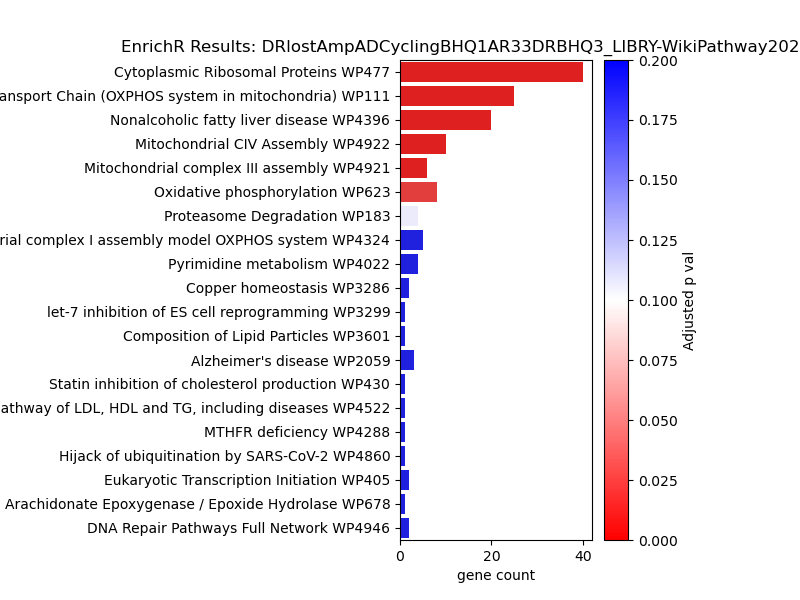 EnrichR Results: DRlostAmpADCyclingBHQ1AR33DRBHQ3_LIBRY-WikiPathway202
Cytoplasmic Ribosomal Proteins WP477
Chain (OXPHOS system in mitochondria) WP111
Nonalcoholic fatty liver disease WP4396
Mitochondrial CIV Assembly WP4922
Mitochondrial complex III assembly WP4921
Oxidative phosphorylation WP623
Proteasome Degradation WP183
complex I assembly model OXPHOS system WP4324
Pyrimidine metabolism WP4022
Copper homeostasis WP3286
let-7 inhibition of ES cell reprogramming WP3299
Composition of Lipid Particles WP3601
Alzheimer's disease WP2059
Statin inhibition of cholesterol production WP430
of LDL, HDL and TG, including diseases WP4522
MTHFR deficiency WP4288
Hijack of ubiquitination by SARS-CoV-2 WP4860
Eukaryotic Transcription Initiation WP405
Arachidonate Epoxygenase / Epoxide Hydrolase WP678
DNA Repair Pathways Full Network WP4946
0 20 40
gene count
0.200
0.175
0.150
0.125
0.100
0.075
0.050
0.025
0.000
Adjusted p val